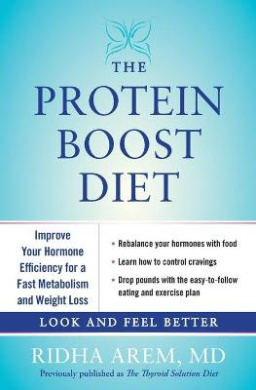 THE
PROTEIN
BOOST
DIET
Improve
Your Hormone
Efficiency for a
Fast Metabolism
and Weight Loss
• Rebalance your hormones with food
• Learn how to control cravings
• Drop pounds with the easy-to-follow
eating and exercise plan
LOOK AND FEEL BETTER
RIDHA AREM, MD
Previously published as The Thyroid Solution Diet